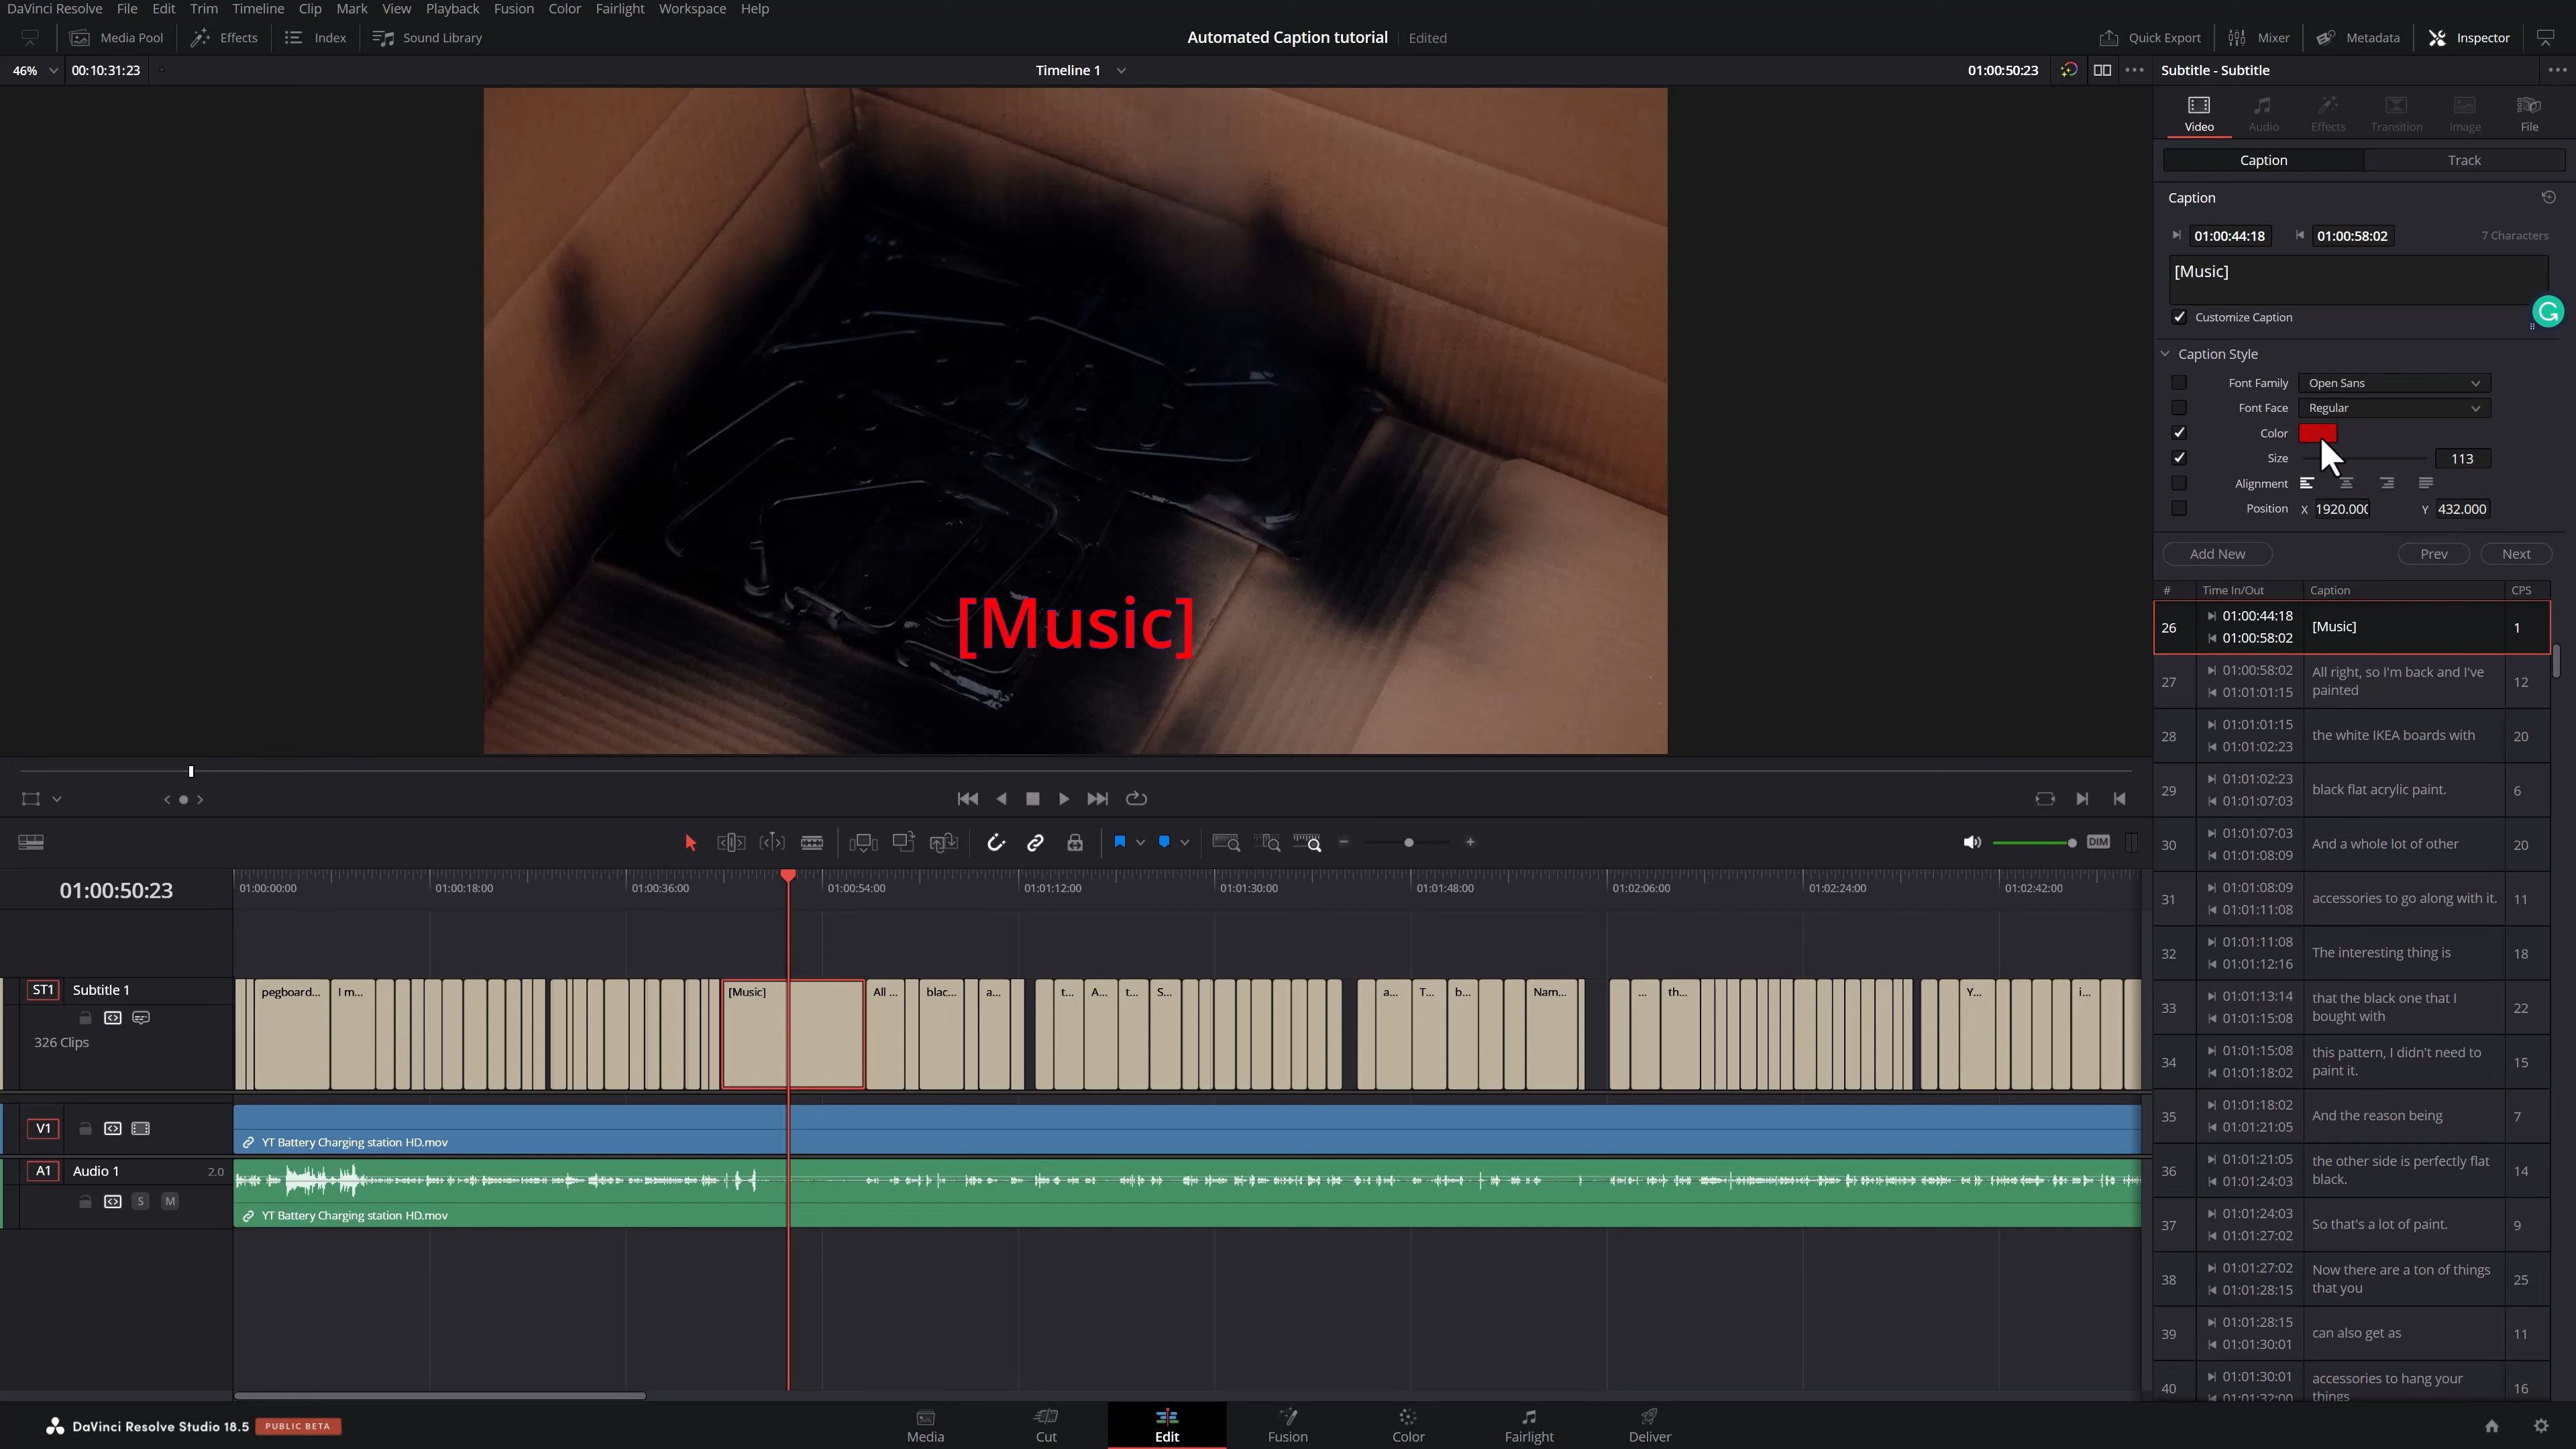 DaVinci Resolve File Edit Trim Timeline Clip Mark View Playback Fusion Color Fairlight Workspace Help
Media Pool Effects Index Sound Library
Automated Caption tutorial Edited
Quick Export Mixer Metadata Inspector
46% 00:10:31:23
Timeline 1
01:00:50:23
Subtitle - Subtitle
Video Audio Effects Transition Image File
Caption Track
Caption
01:00:44:18 01:00:58:02 7 Characters
[Music]
Customize Caption
Caption Style
Font Family Open Sans
Font Face Regular
Color
Size 113
Alignment
Position X 1920.000 Y 432.000
Add New Prev Next
# Time In/Out Caption CPS
26 01:00:44:18 01:00:58:02 [Music] 1
27 01:00:58:02 01:01:01:15 All right, so I'm back and I've painted 12
28 01:01:01:15 01:01:02:23 the white IKEA boards with 20
29 01:01:02:23 01:01:07:03 black flat acrylic paint. 6
30 01:01:07:03 01:01:08:09 And a whole lot of other 20
31 01:01:08:09 01:01:11:08 accessories to go along with it. 11
32 01:01:11:08 01:01:12:16 The interesting thing is 18
33 01:01:13:14 01:01:15:08 that the black one that I bought with 22
34 01:01:15:08 01:01:18:02 this pattern, I didn't need to paint it. 15
35 01:01:18:02 01:01:21:05 And the reason being 7
36 01:01:21:05 01:01:24:03 the other side is perfectly flat black. 14
37 01:01:24:03 01:01:27:02 So that's a lot of paint. 9
38 01:01:27:02 01:01:28:15 Now there are a ton of things that you 25
39 01:01:28:15 01:01:30:01 can also get as 11
40 01:01:30:01 01:01:32:00 accessories to hang your things 16
[Music]
DIM
01:00:50:23
01:00:00:00 01:00:18:00 01:00:36:00 01:00:54:00 01:01:12:00 01:01:30:00 01:01:48:00 01:02:06:00 01:02:24:00 01:02:42:00
ST1 Subtitle 1
326 Clips
pegboard... I m... [Music] All ... blac... a... t... A... t... S... a... T... b... Nam... ... th... Y... i...
V1
YT Battery Charging station HD.mov
A1 Audio 1 2.0
S M
YT Battery Charging station HD.mov
DaVinci Resolve Studio 18.5 PUBLIC BETA
Media Cut Edit Fusion Color Fairlight Deliver